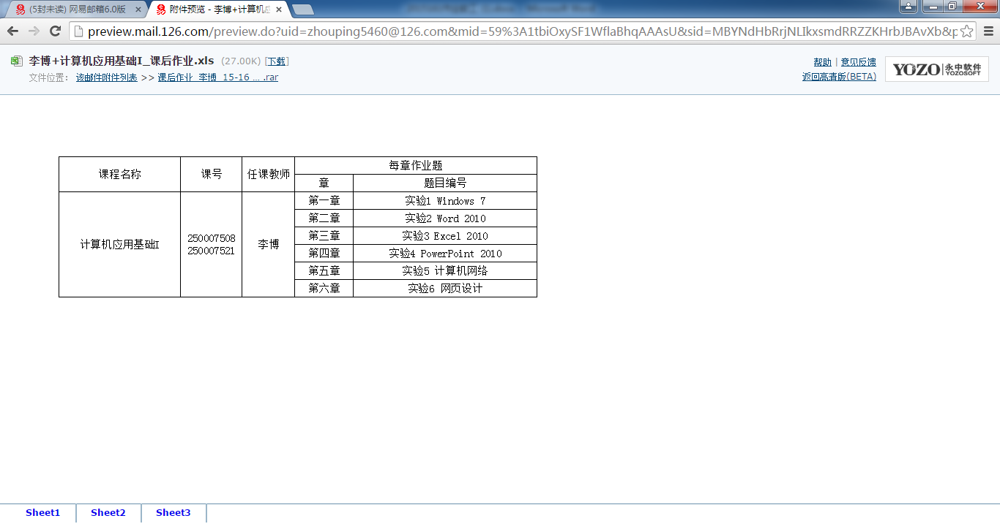 (5封未读) 网易邮箱6.0版
附件预览 - 李博+计算机应
preview.mail.126.com/preview.do?uid=zhouping5460@126.com&mid=59%3A1tbiOxySF1WflaBhqAAAsU&sid=MBYNdHbRrjNLIkxsmdRRZZKHrbJBAvXb&p
李博+计算机应用基础I_课后作业.xls (27.00K) [下载]
文件位置: 该邮件附件列表 >> 课后作业_李博_15-16 ... .rar
帮助 | 意见反馈
返回高清版(BETA)
YOZO 永中软件
YOZOSOFT
课程名称 课号 任课教师 每章作业题
章 题目编号
计算机应用基础I 250007508 250007521 李博
第一章 实验1 Windows 7
第二章 实验2 Word 2010
第三章 实验3 Excel 2010
第四章 实验4 PowerPoint 2010
第五章 实验5 计算机网络
第六章 实验6 网页设计
Sheet1 Sheet2 Sheet3